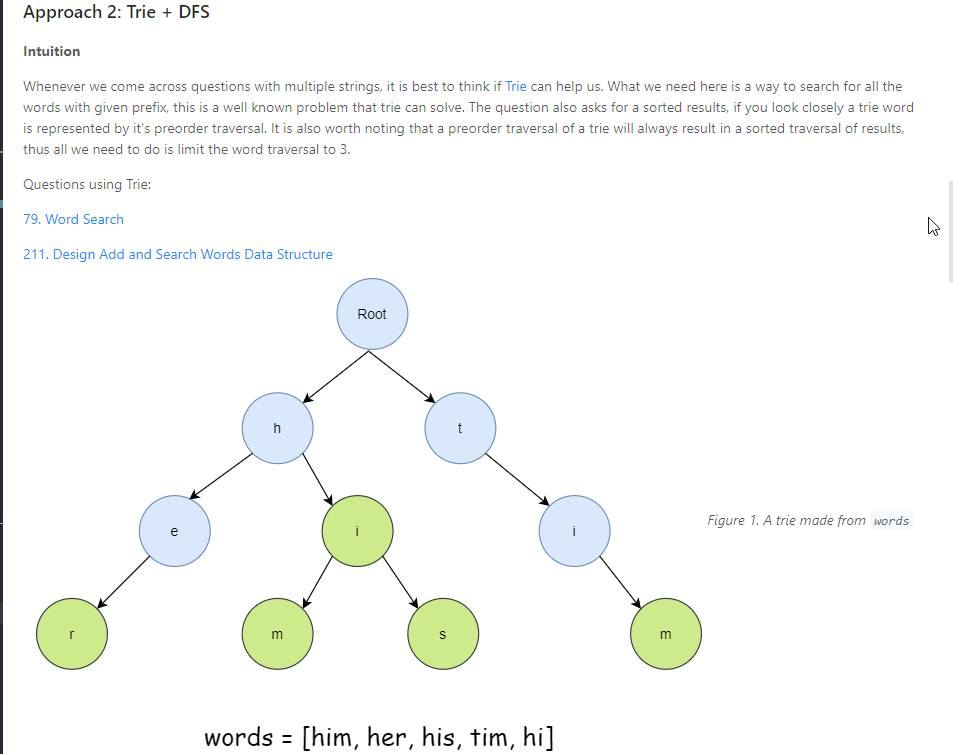 Approach 2: Trie + DFS
Intuition
Whenever we come across questions with multiple strings, it is best to think if Trie can help us. What we need here is a way to search for all the
words with given prefix, this is a well known problem that trie can solve. The question also asks for a sorted results, if you look closely a trie word
is represented by it's preorder traversal. It is also worth noting that a preorder traversal of a trie will always result in a sorted traversal of results,
thus all we need to do is limit the word traversal to 3.
Questions using Trie:
79. Word Search
211. Design Add and Search Words Data Structure
Root
h
t
e
i
i
Figure 1. A trie made from words
r
m
s
m
words = [him, her, his, tim, hi]